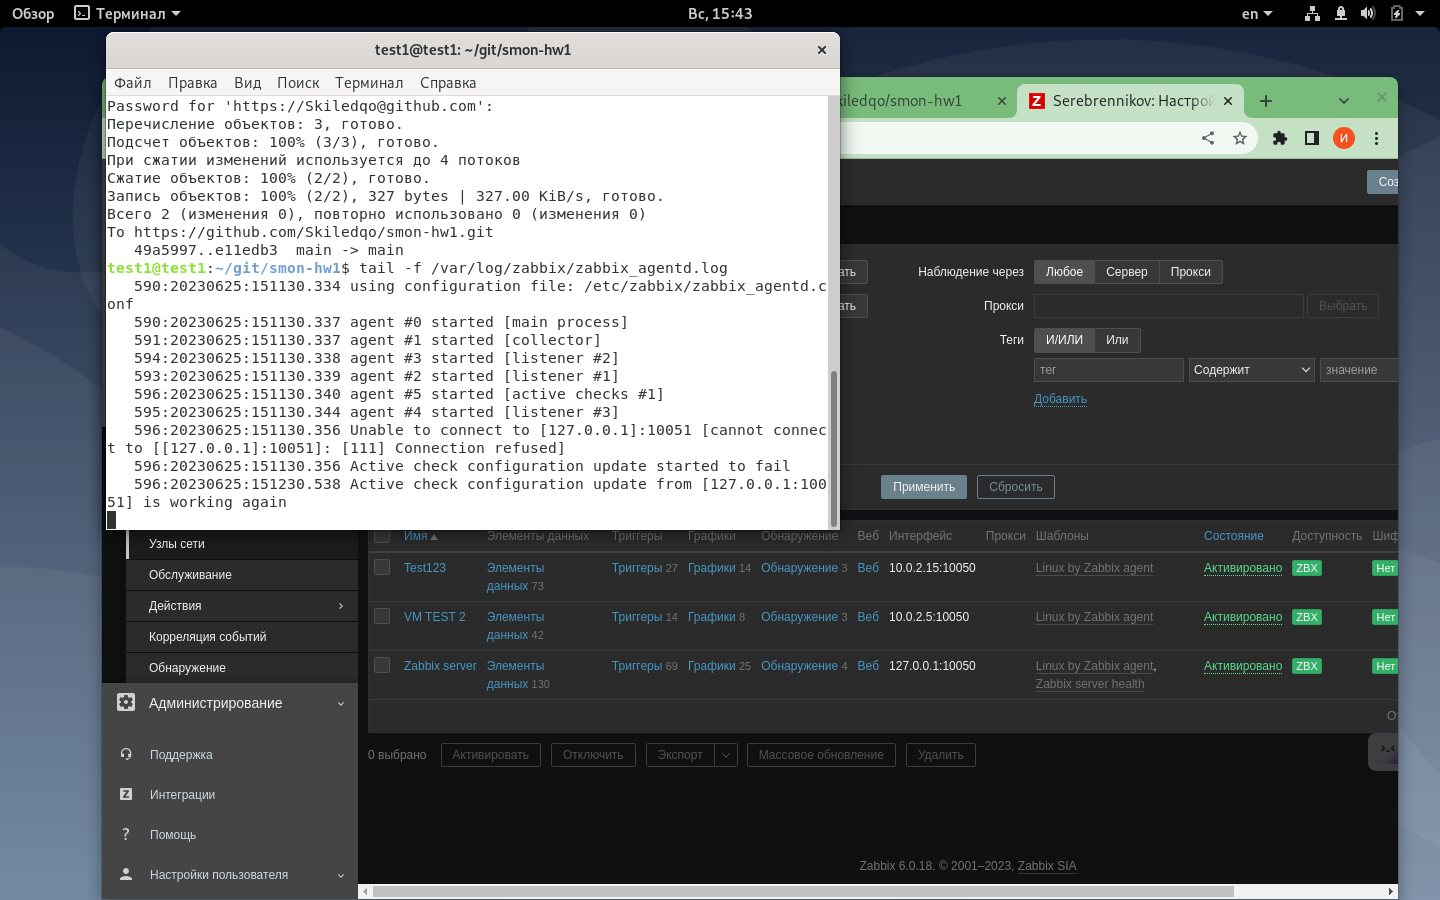 Обзор
Терминал
Вс, 15:43
en
test1@test1: ~/git/smon-hw1
Файл Правка Вид Поиск Терминал Справка
Password for 'https://Skiledqo@github.com':
Перечисление объектов: 3, готово.
Подсчет объектов: 100% (3/3), готово.
При сжатии изменений используется до 4 потоков
Сжатие объектов: 100% (2/2), готово.
Запись объектов: 100% (2/2), 327 bytes | 327.00 KiB/s, готово.
Всего 2 (изменения 0), повторно использовано 0 (изменения 0)
To https://github.com/Skiledqo/smon-hw1.git
49a5997..e11edb3 main -> main
test1@test1:~/git/smon-hw1$ tail -f /var/log/zabbix/zabbix_agentd.log
590:20230625:151130.334 using configuration file: /etc/zabbix/zabbix_agentd.c
onf
590:20230625:151130.337 agent #0 started [main process]
591:20230625:151130.337 agent #1 started [collector]
594:20230625:151130.338 agent #3 started [listener #2]
593:20230625:151130.339 agent #2 started [listener #1]
596:20230625:151130.340 agent #5 started [active checks #1]
595:20230625:151130.344 agent #4 started [listener #3]
596:20230625:151130.356 Unable to connect to [127.0.0.1]:10051 [cannot connec
t to [[127.0.0.1]:10051]: [111] Connection refused]
596:20230625:151130.356 Active check configuration update started to fail
596:20230625:151230.538 Active check configuration update from [127.0.0.1:100
51] is working again
kiledqo/smon-hw1
Serebrennikov: Настрой
И
Соз
ать Наблюдение через Любое Сервер Прокси
ать Прокси Выбрать
Теги И/ИЛИ Или
тег Содержит значение
Добавить
Применить Сбросить
Имя Элементы данных Триггеры Графики Обнаружение Веб Интерфейс Прокси Шаблоны Состояние Доступность Шиф
Test123 Элементы данных 73 Триггеры 27 Графики 14 Обнаружение 3 Веб 10.0.2.15:10050 Linux by Zabbix agent Активировано ZBX Нет
VM TEST 2 Элементы данных 42 Триггеры 14 Графики 8 Обнаружение 3 Веб 10.0.2.5:10050 Linux by Zabbix agent Активировано ZBX Нет
Zabbix server Элементы данных 130 Триггеры 69 Графики 25 Обнаружение 4 Веб 127.0.0.1:10050 Linux by Zabbix agent, Zabbix server health Активировано ZBX Нет
От
0 выбрано Активировать Отключить Экспорт Массовое обновление Удалить
Узлы сети
Обслуживание
Действия
Корреляция событий
Обнаружение
Администрирование
Поддержка
Интеграции
Помощь
Настройки пользователя
Zabbix 6.0.18. © 2001–2023, Zabbix SIA